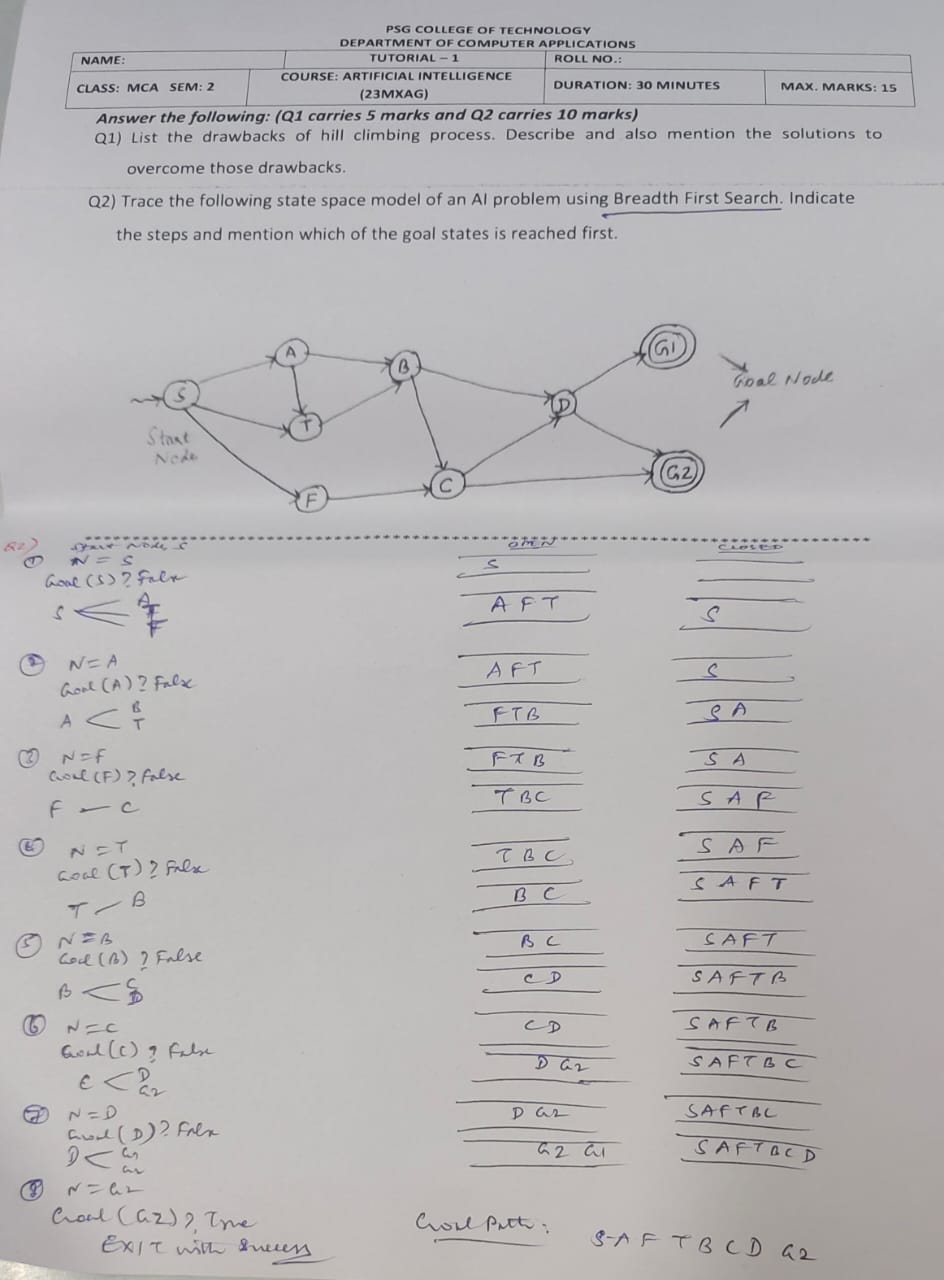 PSG COLLEGE OF TECHNOLOGY
DEPARTMENT OF COMPUTER APPLICATIONS
NAME: TUTORIAL – 1 ROLL NO.:
CLASS: MCA SEM: 2 COURSE: ARTIFICIAL INTELLIGENCE (23MXAG) DURATION: 30 MINUTES MAX. MARKS: 15
Answer the following: (Q1 carries 5 marks and Q2 carries 10 marks)
Q1) List the drawbacks of hill climbing process. Describe and also mention the solutions to
overcome those drawbacks.
Q2) Trace the following state space model of an AI problem using Breadth First Search. Indicate
the steps and mention which of the goal states is reached first.
G1
A
B
Goal Node
S
D
T
Start
Node
G2
C
F
Q2) Start Node S OPEN CLOSED
① N = S S
Goal (S) ? False
S < A T F A F T S
② N = A A F T S
Goal (A) ? False
A < B T F T B S A
③ N = F F T B S A
Goal (F) ? False
F — C T B C S A F
N = T T B C S A F
Goal (T) ? False
T — B B C S A F T
⑤ N = B B C S A F T
Goal (B) ? False
B < C D C D S A F T B
⑥ N = C C D S A F T B
Goal (C) ? False
C < D G2 D G2 S A F T B C
⑦ N = D D G2 S A F T B C
Goal (D) ? False
D < G1 G2 G2 G1 S A F T B C D
⑧ N = G2
Goal (G2) ? True Goal Path: S-A F T B C D G2
EXIT with Success